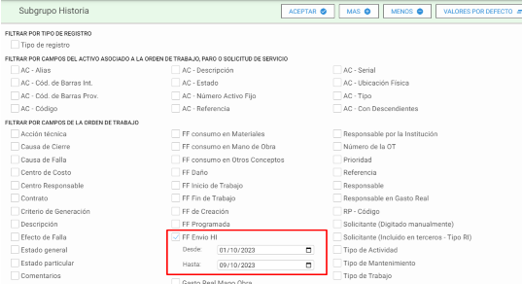 Subgrupo Historia
ACEPTAR MAS MENOS VALORES POR DEFECTO
FILTRAR POR TIPO DE REGISTRO
Tipo de registro
FILTRAR POR CAMPOS DEL ACTIVO ASOCIADO A LA ORDEN DE TRABAJO, PARO O SOLICITUD DE SERVICIO
AC - Alias AC - Descripción AC - Serial
AC - Cód. de Barras Int. AC - Estado AC - Ubicación Física
AC - Cód. de Barras Prov. AC - Número Activo Fijo AC - Tipo
AC - Código AC - Referencia AC - Con Descendientes
FILTRAR POR CAMPOS DE LA ORDEN DE TRABAJO
Acción técnica FF consumo en Materiales Responsable por la Institución
Causa de Cierre FF consumo en Mano de Obra Número de la OT
Causa de Falla FF consumo en Otros Conceptos Prioridad
Centro de Costo FF Daño Referencia
Centro Responsable FF Inicio de Trabajo Responsable
Contrato FF Fin de Trabajo Responsable en Gasto Real
Criterio de Generación FF de Creación RP - Código
Descripción FF Programada Solicitante (Digitado manualmente)
Efecto de Falla FF Envio HI Solicitante (Incluido en terceros - Tipo RI)
Estado general Desde: 01/10/2023 Tipo de Actividad
Estado particular Hasta: 09/10/2023 Tipo de Mantenimiento
Comentarios Tipo de Trabajo
Gasto Real Mano Obra